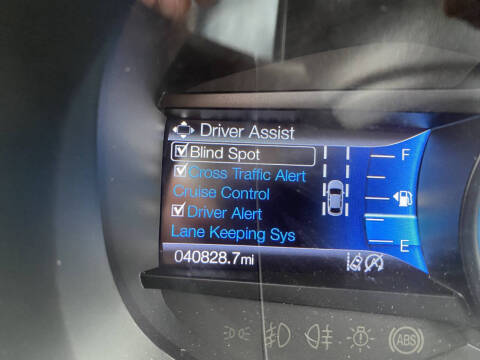 Driver Assist
Blind Spot
Cross Traffic Alert
Cruise Control
Driver Alert
Lane Keeping Sys
F
E
040828.7mi
ABS